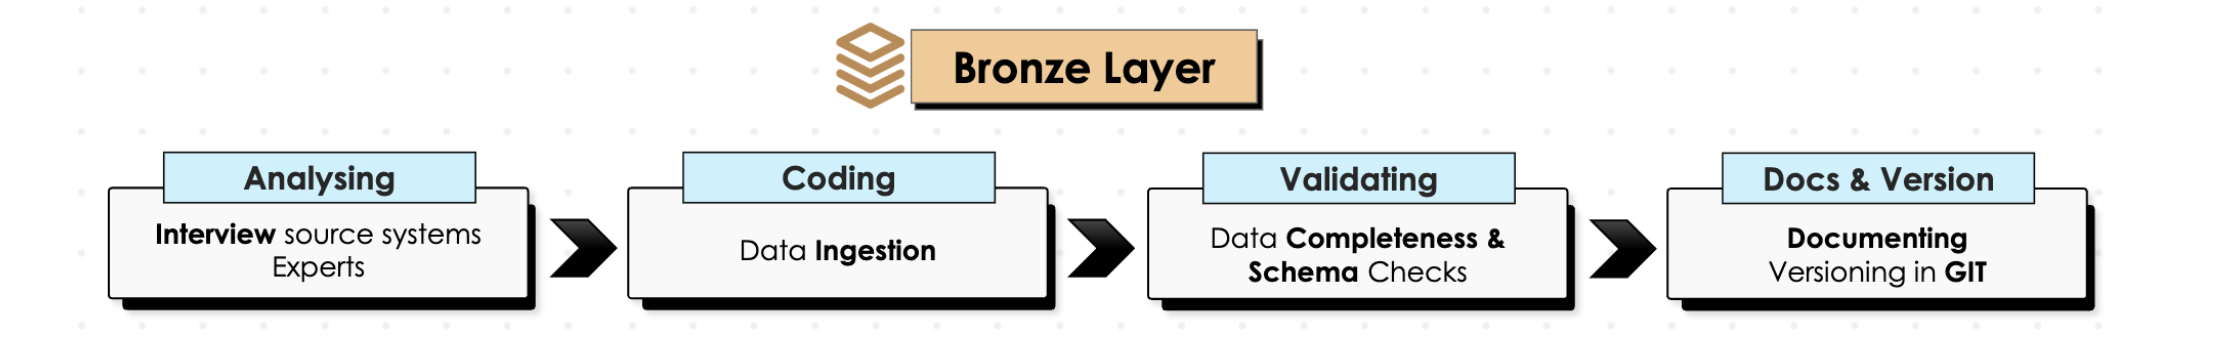 Bronze Layer
Analysing
Interview source systems
Experts
Coding
Data Ingestion
Validating
Data Completeness &
Schema Checks
Docs & Version
Documenting
Versioning in GIT